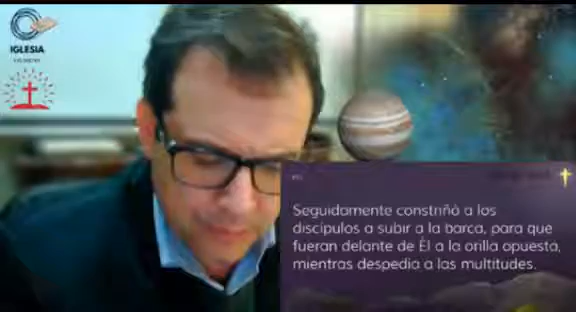 IGLESIA
Seguidamente constriñó a los
discípulos a subir a la barca, para que
fueran delante de Él a la orilla opuesta,
mientras despedía a las multitudes.